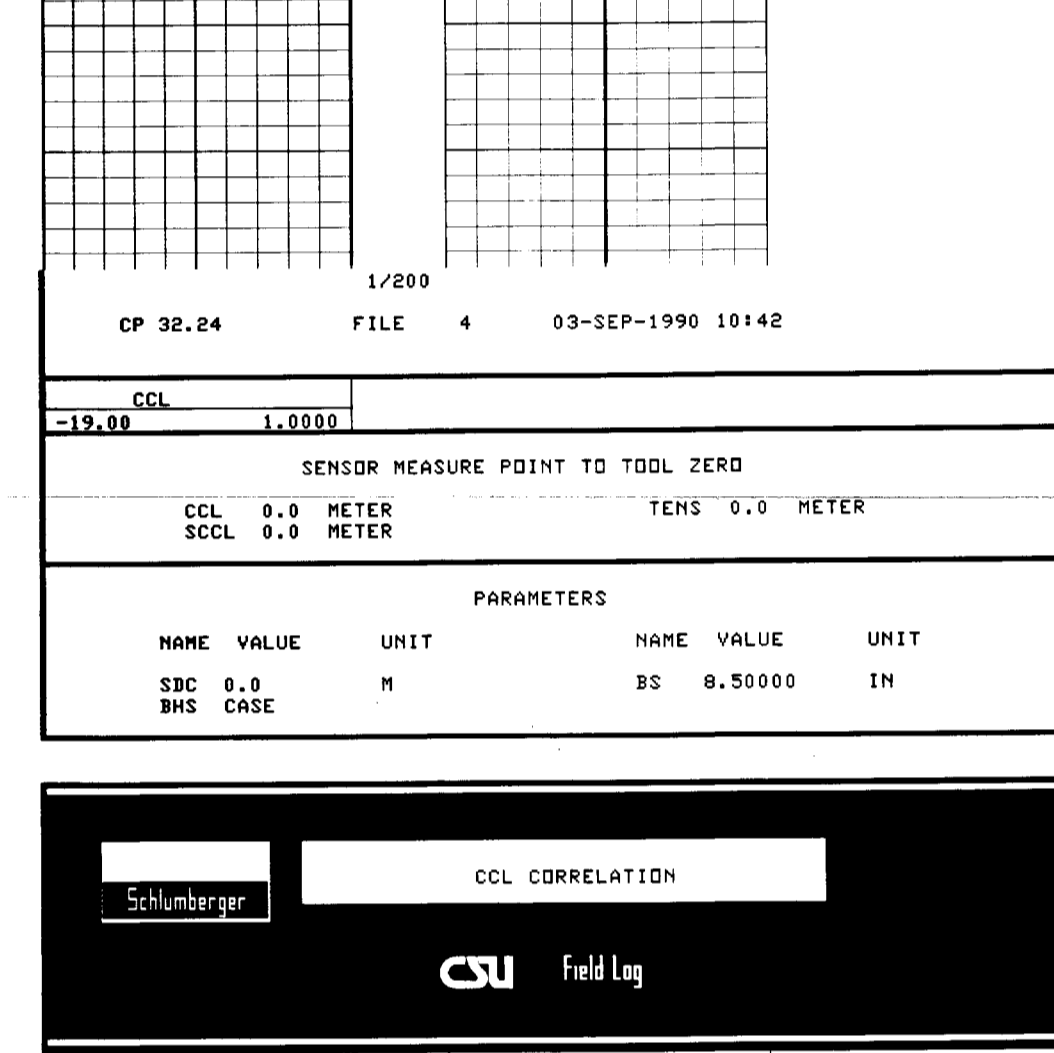 1/200
CP 32.24 FILE 4 03-SEP-1990 10:42
CCL
-19.00 1.0000
SENSOR MEASURE POINT TO TOOL ZERO
CCL 0.0 METER TENS 0.0 METER
SCCL 0.0 METER
PARAMETERS
NAME VALUE UNIT NAME VALUE UNIT
SDC 0.0 M BS 8.50000 IN
BHS CASE
CCL CORRELATION
Schlumberger
CSU Field Log